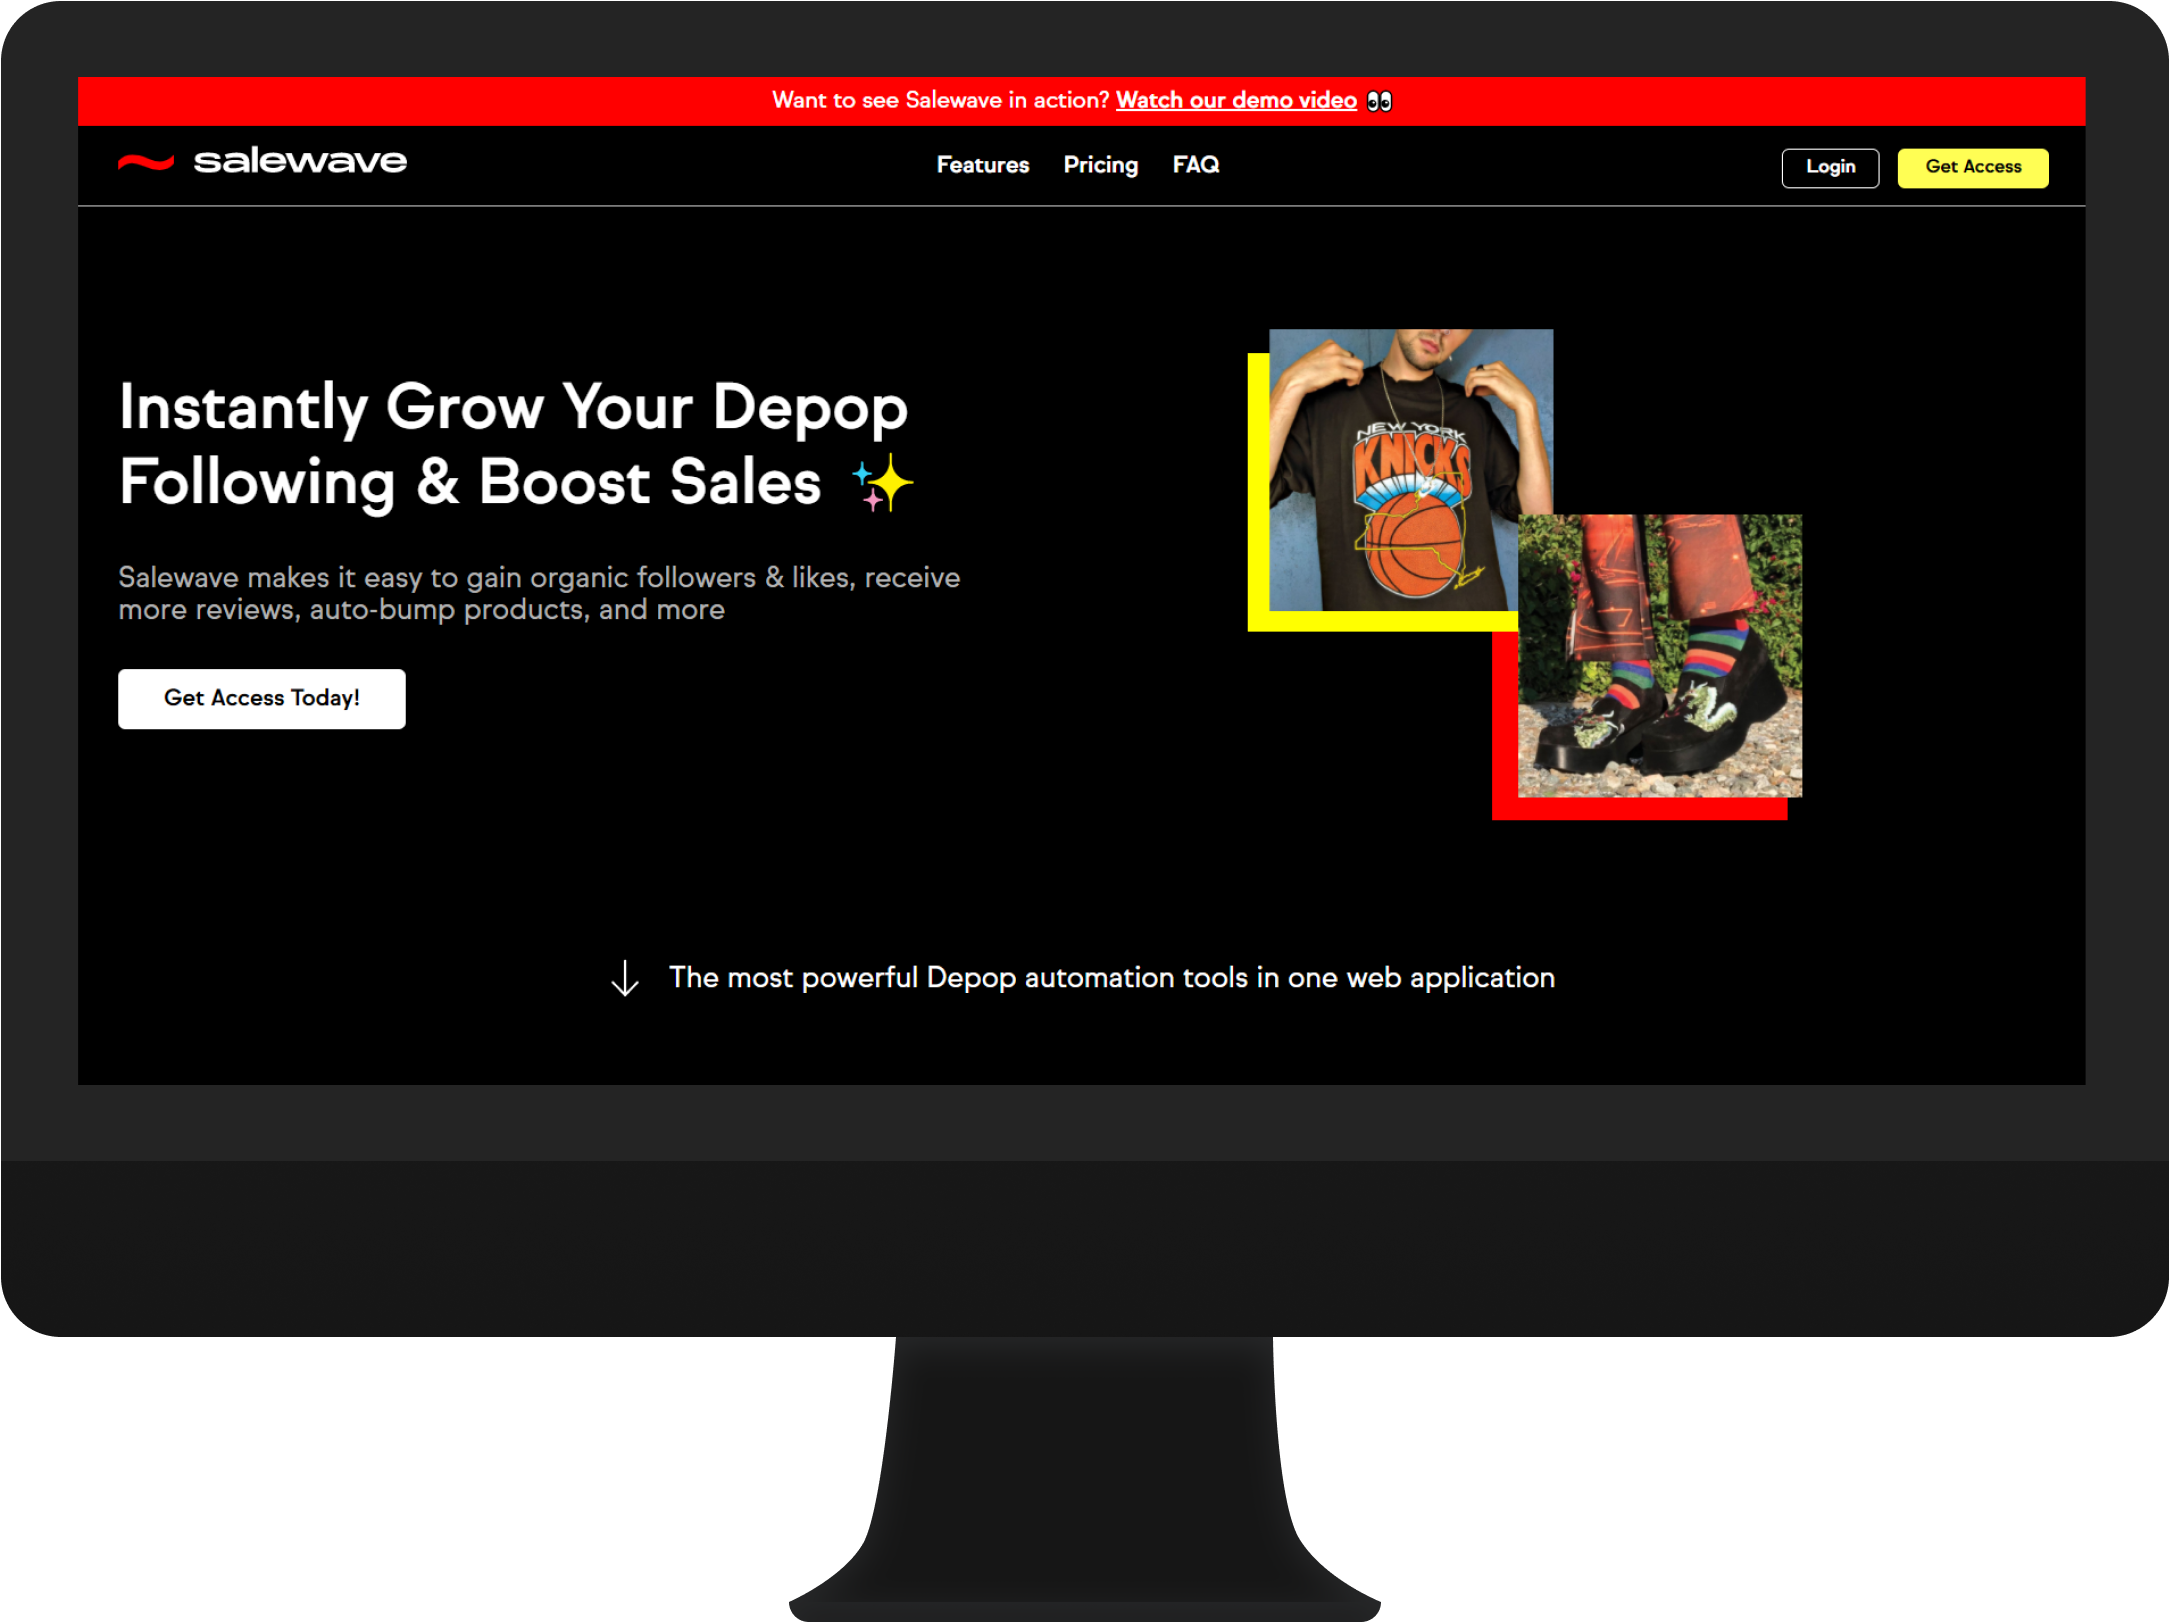 Want to see Salewave in action? Watch our demo video 👀
salewave
Features Pricing FAQ
Login Get Access
Instantly Grow Your Depop
Following & Boost Sales ✨
Salewave makes it easy to gain organic followers & likes, receive
more reviews, auto-bump products, and more
Get Access Today!
NEW YORK
KNICKS
↓ The most powerful Depop automation tools in one web application